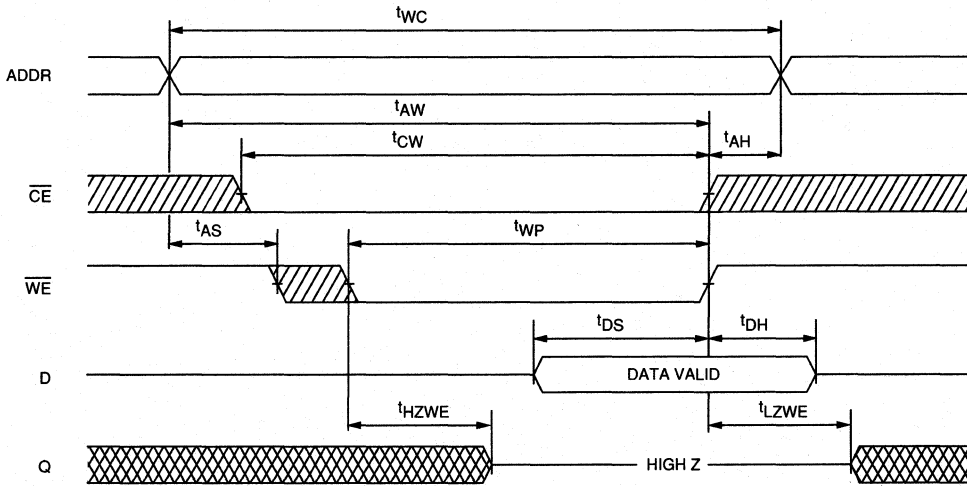 tWC
ADDR
tAW
tCW
tAH
CE
tAS
tWP
WE
tDS
tDH
D
DATA VALID
tHZWE
tLZWE
Q
HIGH Z